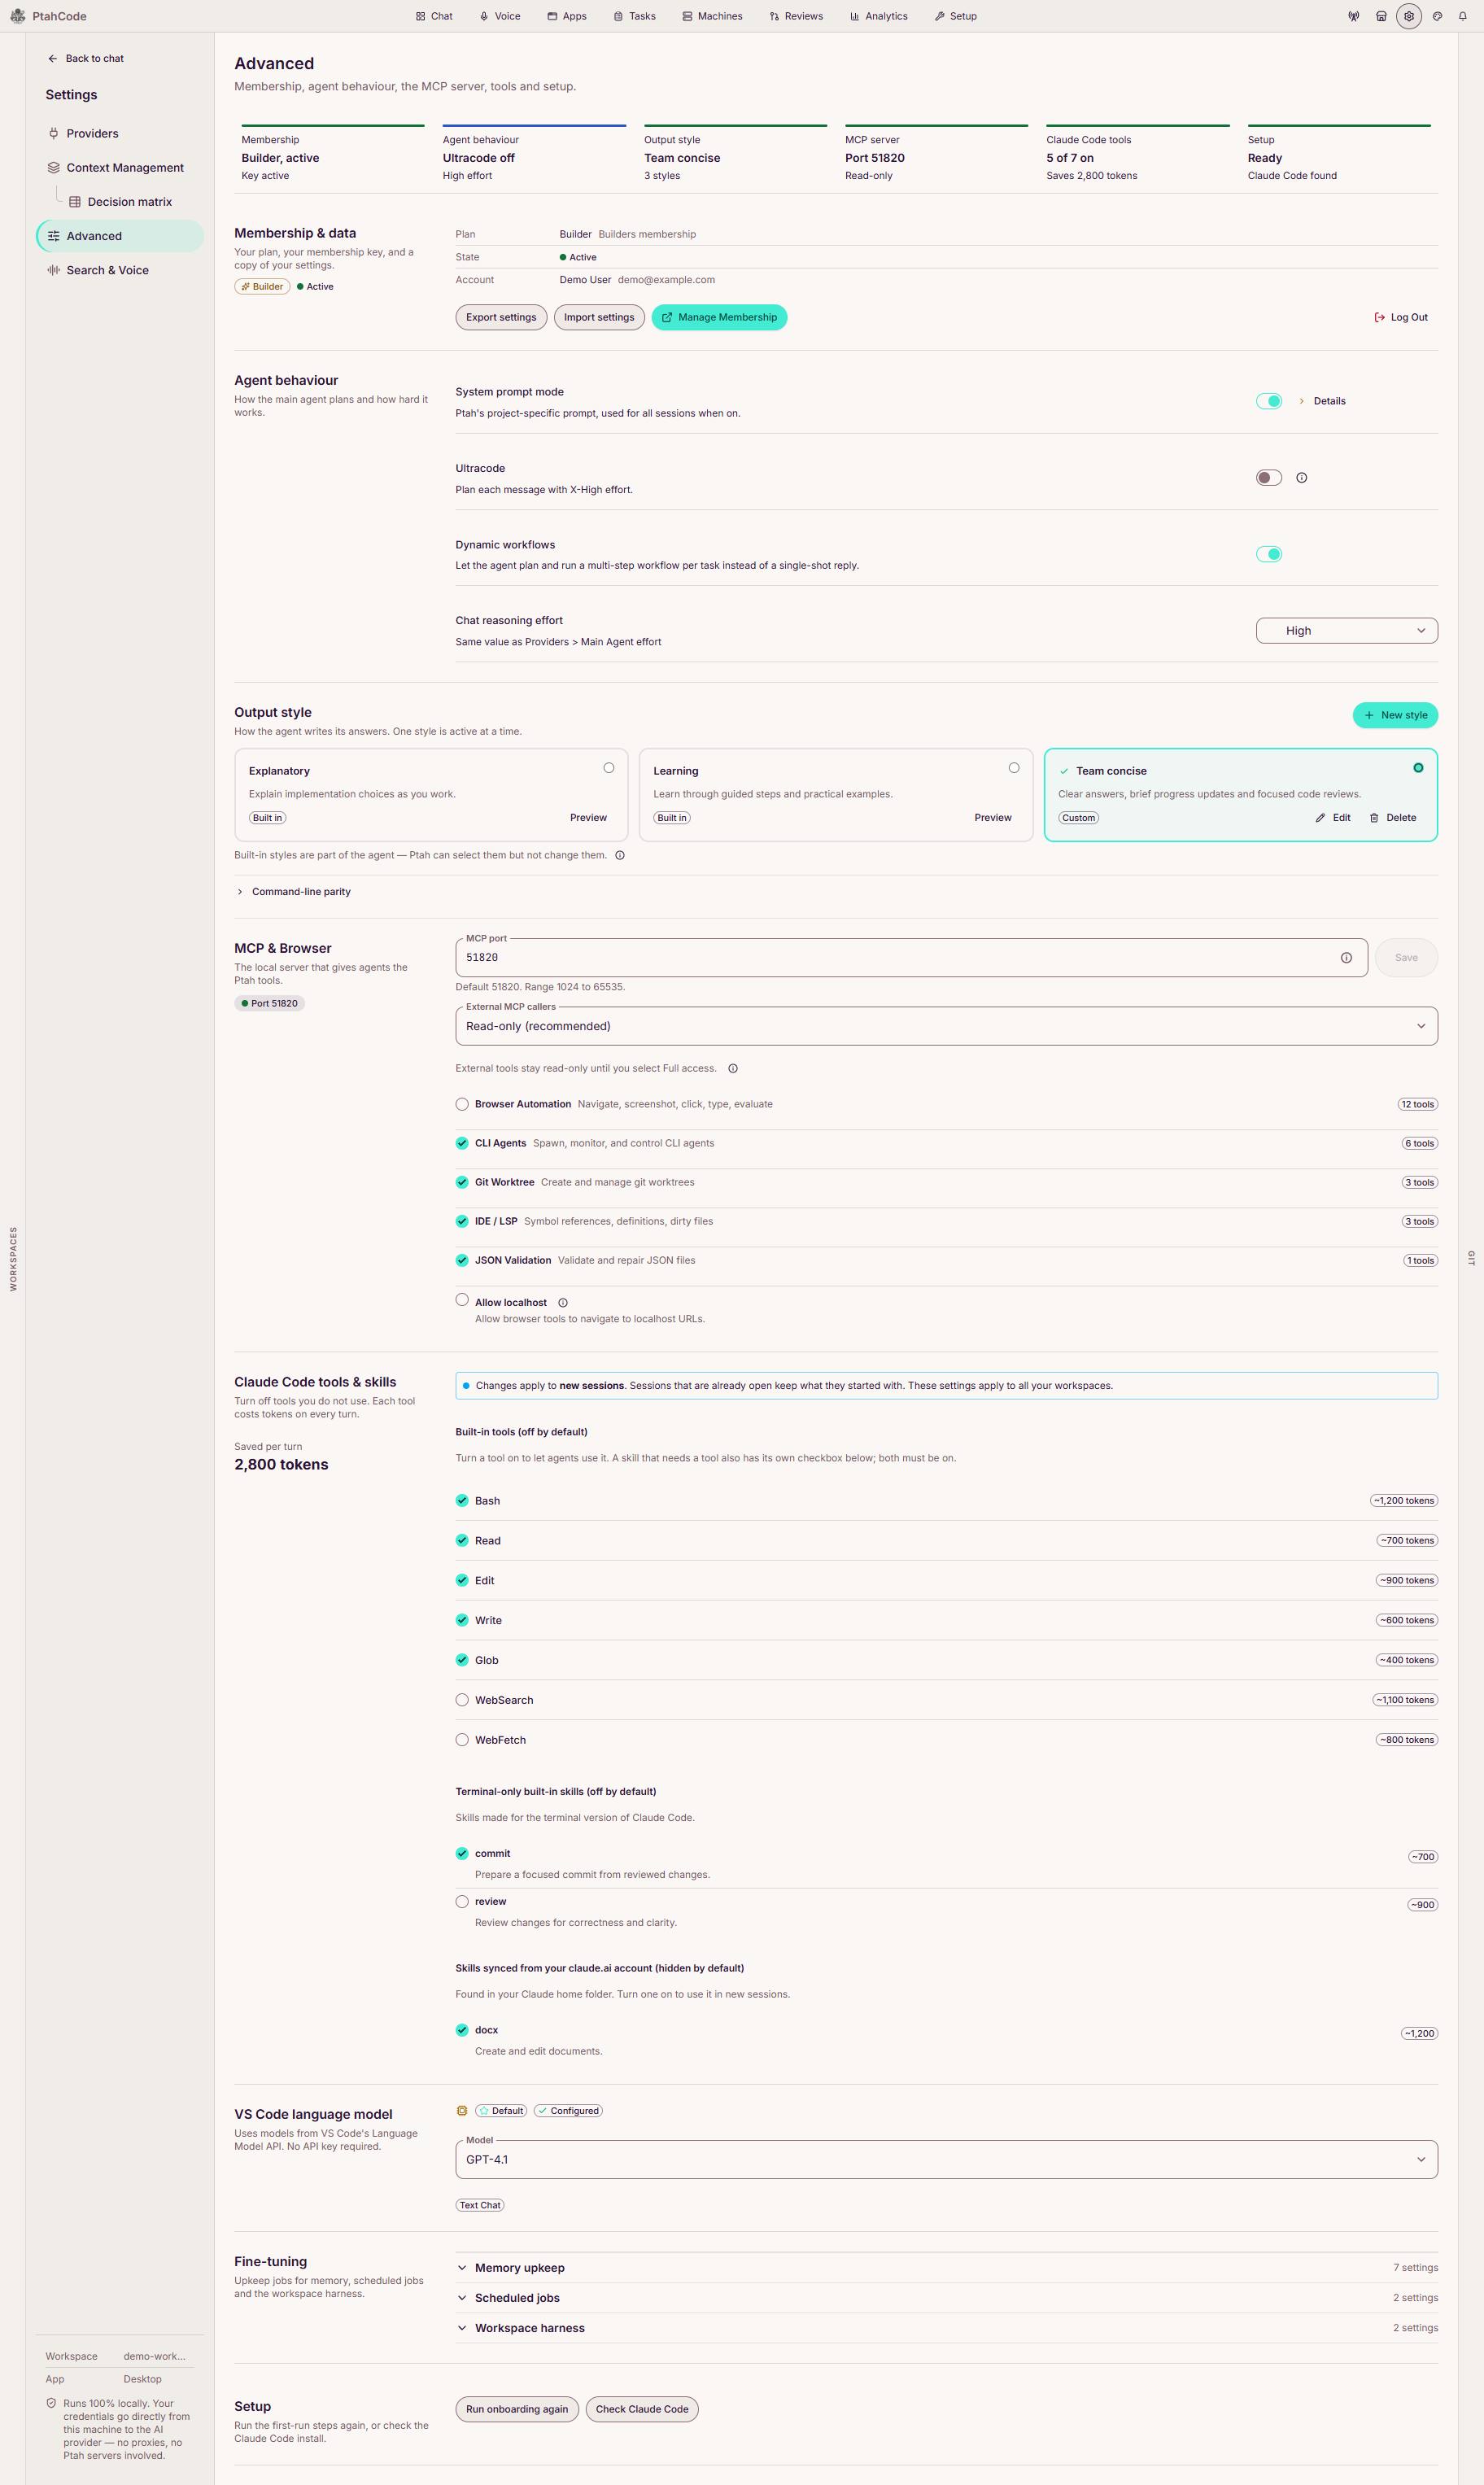 PtahCode
Chat
Voice
Apps
Tasks
Machines
Reviews
Analytics
Setup
WORKSPACES
Back to chat
Settings
Providers
Context Management
Decision matrix
Advanced
Search & Voice
Workspace demo-work...
App Desktop
Runs 100% locally. Your
credentials go directly from
this machine to the AI
provider — no proxies, no
Ptah servers involved.
Advanced
Membership, agent behaviour, the MCP server, tools and setup.
Membership
Builder, active
Key active
Agent behaviour
Ultracode off
High effort
Output style
Team concise
3 styles
MCP server
Port 51820
Read-only
Claude Code tools
5 of 7 on
Saves 2,800 tokens
Setup
Ready
Claude Code found
Membership & data
Your plan, your membership key, and a
copy of your settings.
Builder Active
Plan Builder Builders membership
State Active
Account Demo User demo@example.com
Export settings Import settings Manage Membership Log Out
Agent behaviour
How the main agent plans and how hard it
works.
System prompt mode
Ptah's project-specific prompt, used for all sessions when on.
Details
Ultracode
Plan each message with X-High effort.
Dynamic workflows
Let the agent plan and run a multi-step workflow per task instead of a single-shot reply.
Chat reasoning effort
Same value as Providers > Main Agent effort
High
Output style
How the agent writes its answers. One style is active at a time.
New style
Explanatory
Explain implementation choices as you work.
Built in Preview
Learning
Learn through guided steps and practical examples.
Built in Preview
Team concise
Clear answers, brief progress updates and focused code reviews.
Custom Edit Delete
Built-in styles are part of the agent — Ptah can select them but not change them.
Command-line parity
MCP & Browser
The local server that gives agents the
Ptah tools.
Port 51820
MCP port
51820
Save
Default 51820. Range 1024 to 65535.
External MCP callers
Read-only (recommended)
External tools stay read-only until you select Full access.
Browser Automation Navigate, screenshot, click, type, evaluate 12 tools
CLI Agents Spawn, monitor, and control CLI agents 6 tools
Git Worktree Create and manage git worktrees 3 tools
IDE / LSP Symbol references, definitions, dirty files 3 tools
JSON Validation Validate and repair JSON files 1 tools
Allow localhost
Allow browser tools to navigate to localhost URLs.
Claude Code tools & skills
Turn off tools you do not use. Each tool
costs tokens on every turn.
Saved per turn
2,800 tokens
Changes apply to new sessions. Sessions that are already open keep what they started with. These settings apply to all your workspaces.
Built-in tools (off by default)
Turn a tool on to let agents use it. A skill that needs a tool also has its own checkbox below; both must be on.
Bash ~1,200 tokens
Read ~700 tokens
Edit ~900 tokens
Write ~600 tokens
Glob ~400 tokens
WebSearch ~1,100 tokens
WebFetch ~800 tokens
Terminal-only built-in skills (off by default)
Skills made for the terminal version of Claude Code.
commit ~700
Prepare a focused commit from reviewed changes.
review ~900
Review changes for correctness and clarity.
Skills synced from your claude.ai account (hidden by default)
Found in your Claude home folder. Turn one on to use it in new sessions.
docx ~1,200
Create and edit documents.
VS Code language model
Uses models from VS Code's Language
Model API. No API key required.
Default Configured
Model
GPT-4.1
Text Chat
Fine-tuning
Upkeep jobs for memory, scheduled jobs
and the workspace harness.
Memory upkeep 7 settings
Scheduled jobs 2 settings
Workspace harness 2 settings
Setup
Run the first-run steps again, or check the
Claude Code install.
Run onboarding again Check Claude Code
GIT